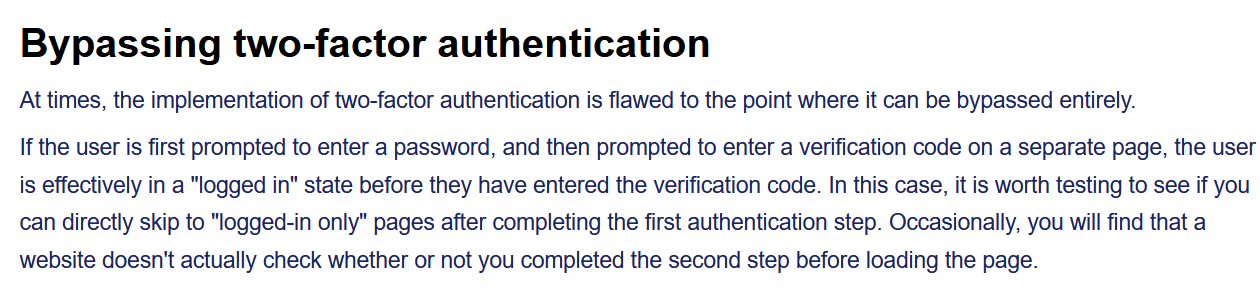 Bypassing two-factor authentication
At times, the implementation of two-factor authentication is flawed to the point where it can be bypassed entirely.
If the user is first prompted to enter a password, and then prompted to enter a verification code on a separate page, the user
is effectively in a "logged in" state before they have entered the verification code. In this case, it is worth testing to see if you
can directly skip to "logged-in only" pages after completing the first authentication step. Occasionally, you will find that a
website doesn't actually check whether or not you completed the second step before loading the page.